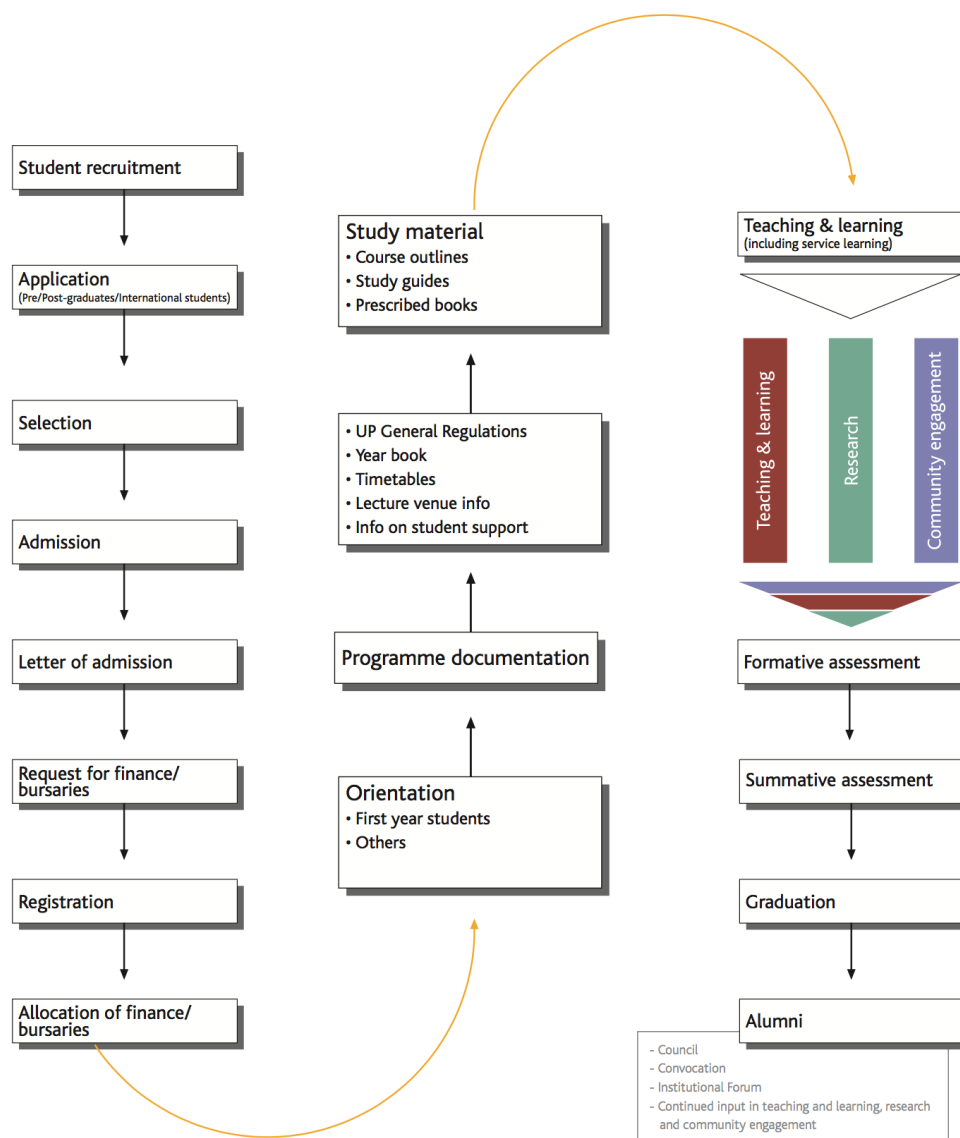 Student recruitment
Application
(Pre/Post-graduates/International students)
Selection
Admission
Letter of admission
Request for finance/
bursaries
Registration
Allocation of finance/
bursaries
Study material
• Course outlines
• Study guides
• Prescribed books
• UP General Regulations
• Year book
• Timetables
• Lecture venue info
• Info on student support
Programme documentation
Orientation
• First year students
• Others
Teaching & learning
(including service learning)
Teaching & learning
Research
Community engagement
Formative assessment
Summative assessment
Graduation
Alumni
- Council
- Convocation
- Institutional Forum
- Continued input in teaching and learning, research
and community engagement